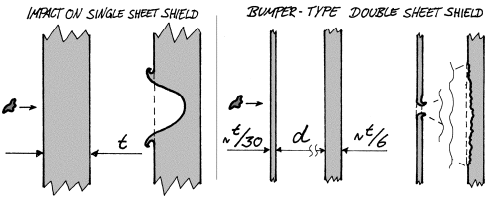 IMPACT ON SINGLE SHEET SHIELD
BUMPER-TYPE DOUBLE SHEET SHIELD
t
~t/30
d
~t/6